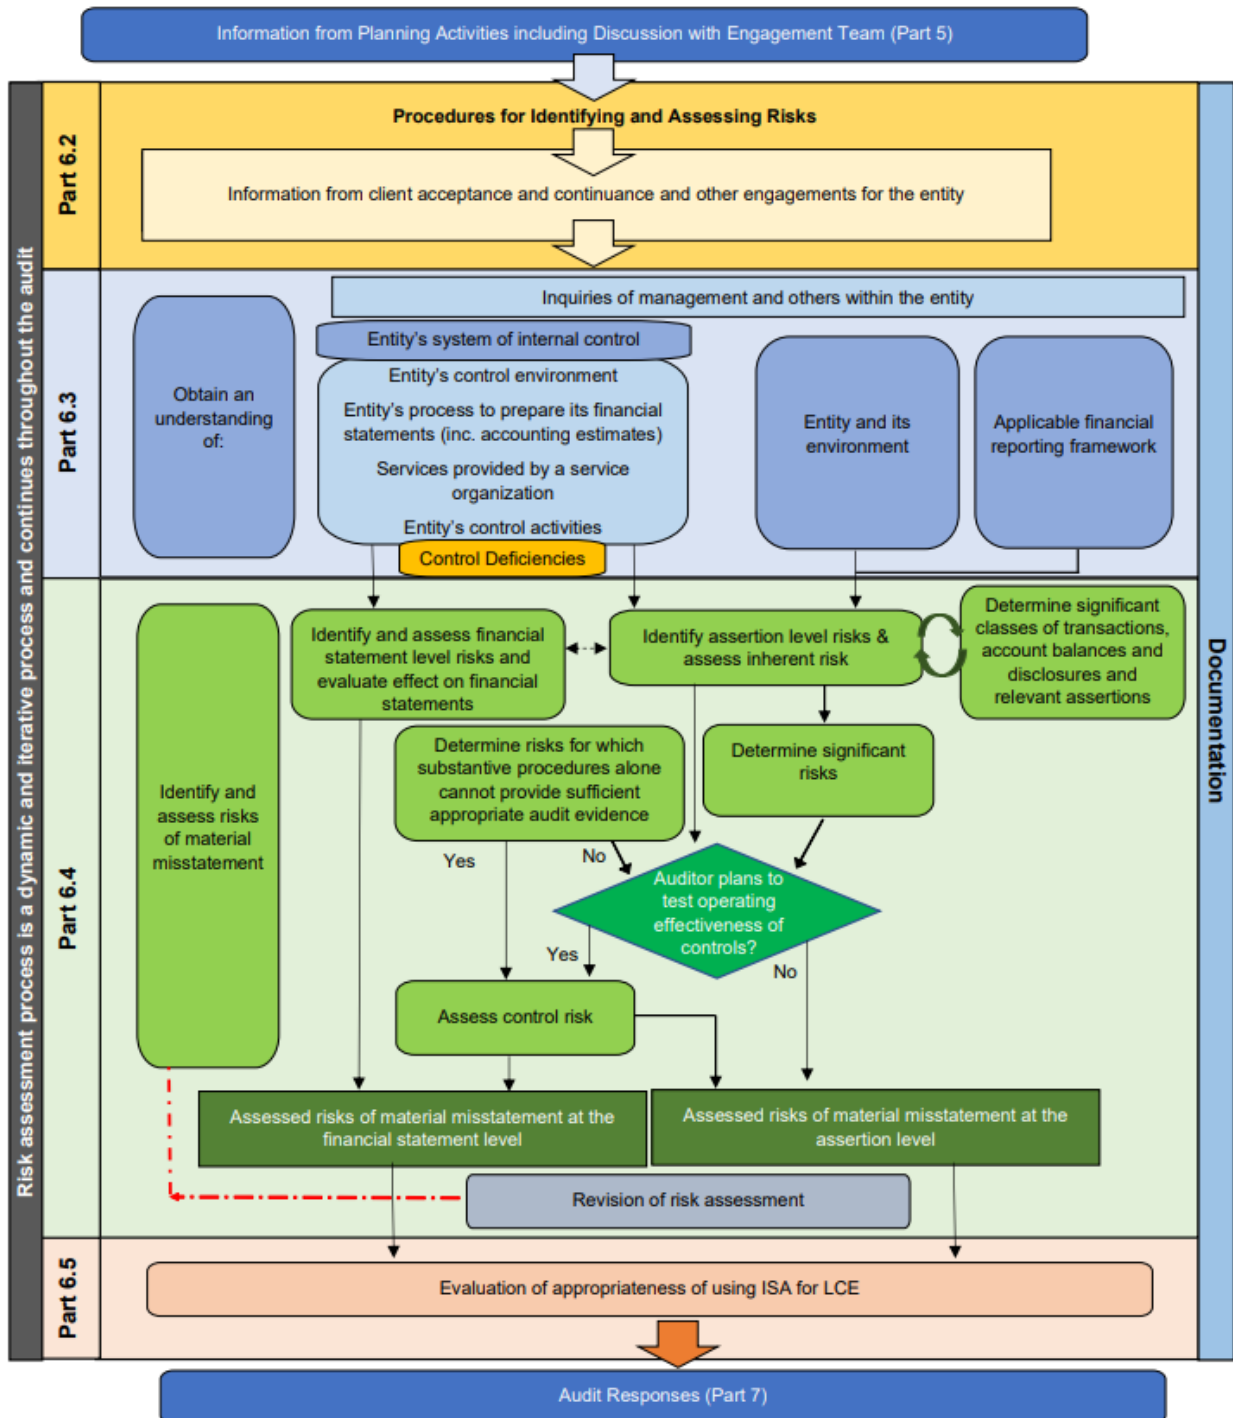 Information from Planning Activities including Discussion with Engagement Team (Part 5)
Risk assessment process is a dynamic and iterative process and continues throughout the audit
Documentation
Part 6.2
Procedures for Identifying and Assessing Risks
Information from client acceptance and continuance and other engagements for the entity
Part 6.3
Inquiries of management and others within the entity
Obtain an
understanding
of:
Entity's system of internal control
Entity's control environment
Entity's process to prepare its financial
statements (inc. accounting estimates)
Services provided by a service
organization
Entity's control activities
Control Deficiencies
Entity and its
environment
Applicable financial
reporting framework
Part 6.4
Identify and
assess risks
of material
misstatement
Identify and assess financial
statement level risks and
evaluate effect on financial
statements
Identify assertion level risks &
assess inherent risk
Determine significant
classes of transactions,
account balances and
disclosures and
relevant assertions
Determine risks for which
substantive procedures alone
cannot provide sufficient
appropriate audit evidence
Determine significant
risks
Yes
No
Auditor plans to
test operating
effectiveness of
controls?
Yes
No
Assess control risk
Assessed risks of material misstatement at the
financial statement level
Assessed risks of material misstatement at the
assertion level
Revision of risk assessment
Part 6.5
Evaluation of appropriateness of using ISA for LCE
Audit Responses (Part 7)